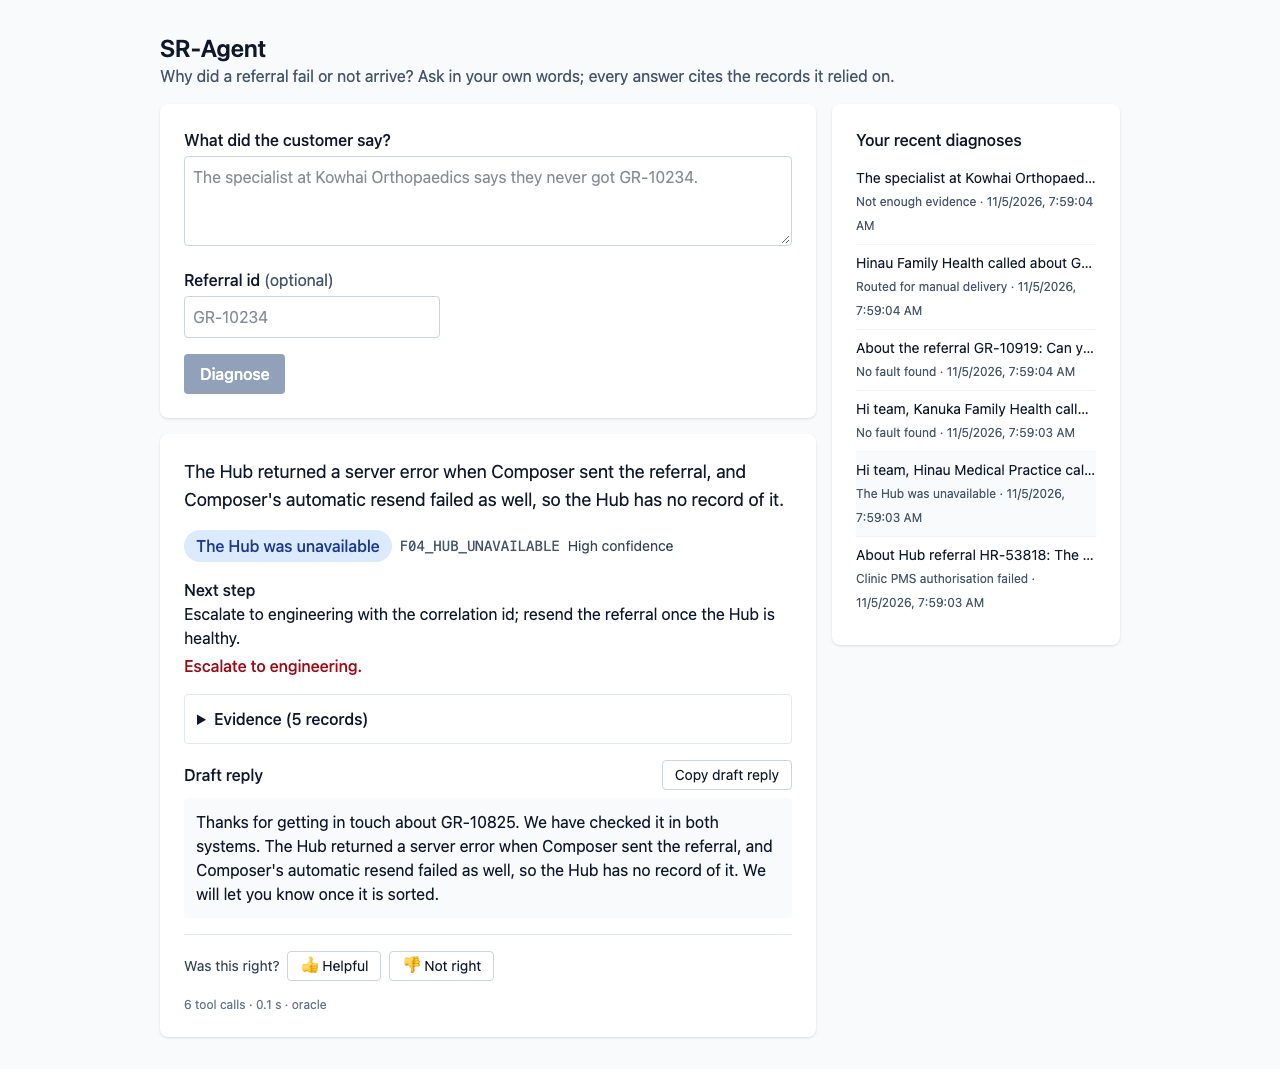 SR-Agent
Why did a referral fail or not arrive? Ask in your own words; every answer cites the records it relied on.
What did the customer say?
The specialist at Kowhai Orthopaedics says they never got GR-10234.
Referral id (optional)
GR-10234
Diagnose
The Hub returned a server error when Composer sent the referral, and
Composer's automatic resend failed as well, so the Hub has no record of it.
The Hub was unavailable F04_HUB_UNAVAILABLE High confidence
Next step
Escalate to engineering with the correlation id; resend the referral once the Hub is
healthy.
Escalate to engineering.
Evidence (5 records)
Draft reply
Copy draft reply
Thanks for getting in touch about GR-10825. We have checked it in both
systems. The Hub returned a server error when Composer sent the referral, and
Composer's automatic resend failed as well, so the Hub has no record of it. We
will let you know once it is sorted.
Was this right? 👍 Helpful 👎 Not right
6 tool calls · 0.1 s · oracle
Your recent diagnoses
The specialist at Kowhai Orthopaed...
Not enough evidence · 11/5/2026, 7:59:04
AM
Hinau Family Health called about G...
Routed for manual delivery · 11/5/2026,
7:59:04 AM
About the referral GR-10919: Can y...
No fault found · 11/5/2026, 7:59:04 AM
Hi team, Kanuka Family Health call...
No fault found · 11/5/2026, 7:59:03 AM
Hi team, Hinau Medical Practice cal...
The Hub was unavailable · 11/5/2026,
7:59:03 AM
About Hub referral HR-53818: The ...
Clinic PMS authorisation failed ·
11/5/2026, 7:59:03 AM